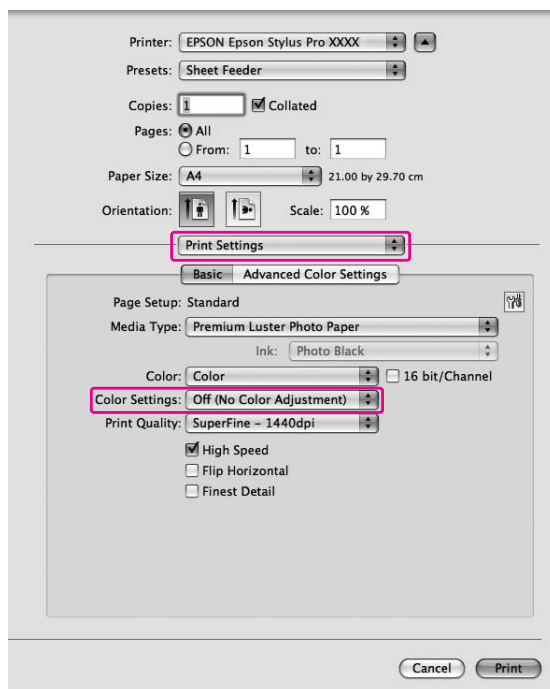 Printer: EPSON Epson Stylus Pro XXXX
Presets: Sheet Feeder
Copies: 1 Collated
Pages: All
From: 1 to: 1
Paper Size: A4 21.00 by 29.70 cm
Orientation: Scale: 100 %
Print Settings
Basic Advanced Color Settings
Page Setup: Standard
Media Type: Premium Luster Photo Paper
Ink: Photo Black
Color: Color 16 bit/Channel
Color Settings: Off (No Color Adjustment)
Print Quality: SuperFine – 1440dpi
High Speed
Flip Horizontal
Finest Detail
Cancel Print